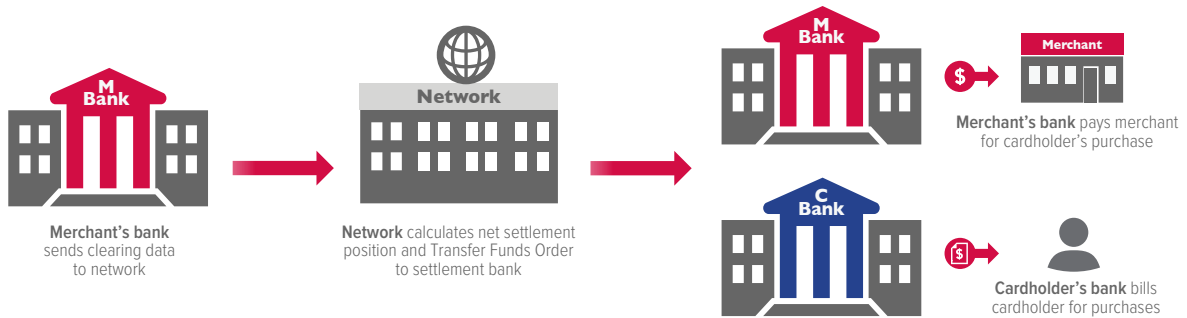 M
Bank
Merchant's bank
sends clearing data
to network
Network
Network calculates net settlement
position and Transfer Funds Order
to settlement bank
M
Bank
$
Merchant
Merchant's bank pays merchant
for cardholder's purchase
C
Bank
$
Cardholder's bank bills
cardholder for purchases